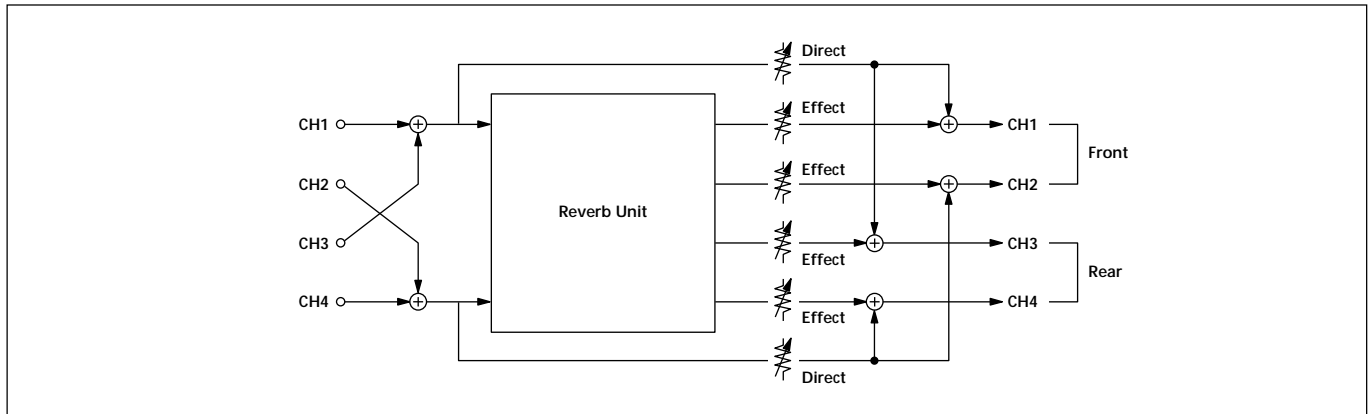 Direct
CH1
Effect
CH1
Front
CH2
Effect
CH2
Reverb Unit
CH3
Effect
CH3
Rear
CH4
Effect
CH4
Direct